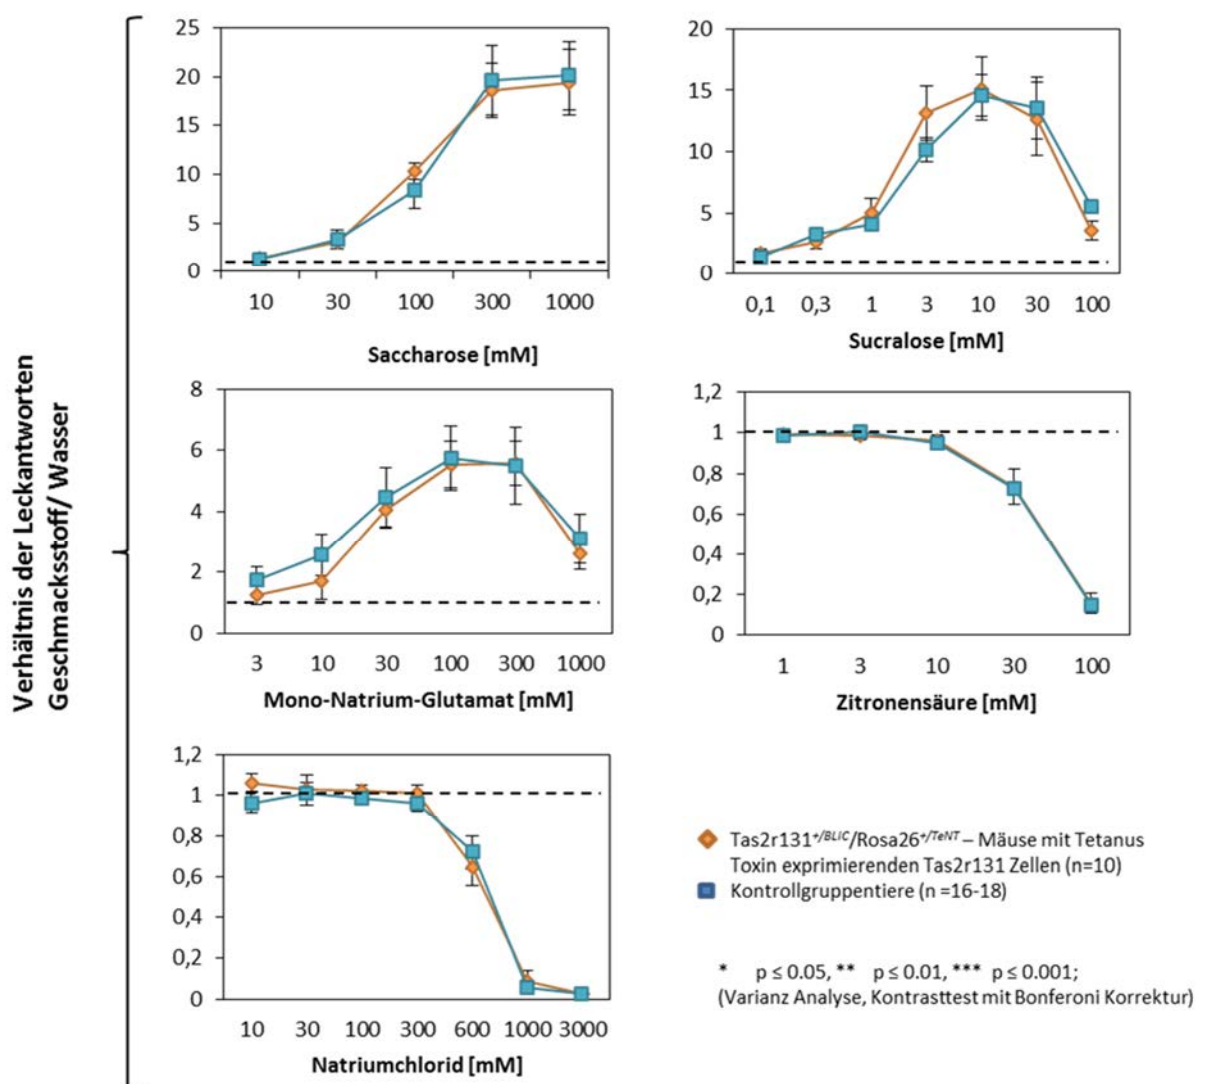 Verhältnis der Leckantworten
Geschmacksstoff/ Wasser
25
20
15
10
5
0
10 30 100 300 1000
Saccharose [mM]
20
15
10
5
0
0,1 0,3 1 3 10 30 100
Sucralose [mM]
8
6
4
2
0
3 10 30 100 300 1000
Mono-Natrium-Glutamat [mM]
1,2
1
0,8
0,6
0,4
0,2
0
1 3 10 30 100
Zitronensäure [mM]
1,2
1
0,8
0,6
0,4
0,2
0
10 30 100 300 600 1000 3000
Natriumchlorid [mM]
Tas2r131+/BLIC/Rosa26+/TeNT – Mäuse mit Tetanus
Toxin exprimierenden Tas2r131 Zellen (n=10)
Kontrollgruppentiere (n =16-18)
* p ≤ 0.05, ** p ≤ 0.01, *** p ≤ 0.001;
(Varianz Analyse, Kontrasttest mit Bonferoni Korrektur)